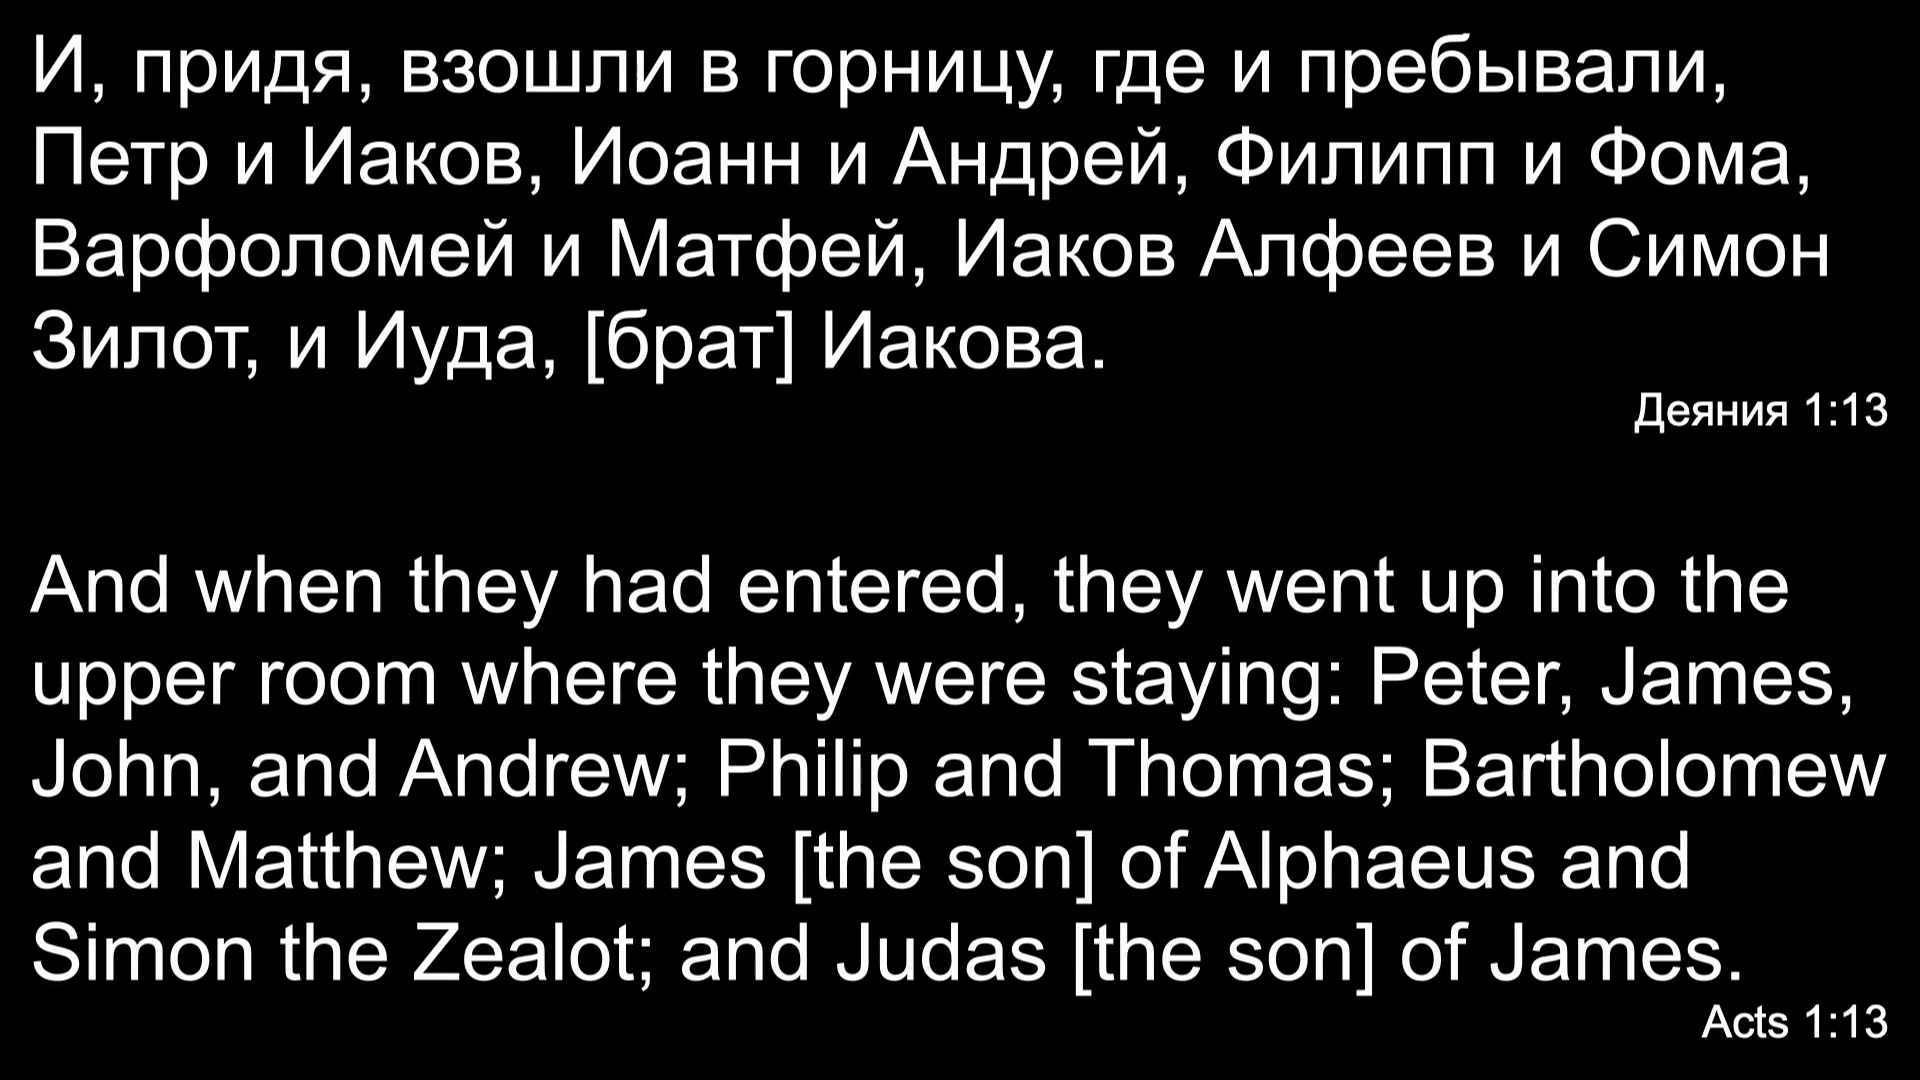 И, придя, взошли в горницу, где и пребывали,
Петр и Иаков, Иоанн и Андрей, Филипп и Фома,
Варфоломей и Матфей, Иаков Алфеев и Симон
Зилот, и Иуда, [брат] Иакова.
Деяния 1:13
And when they had entered, they went up into the
upper room where they were staying: Peter, James,
John, and Andrew; Philip and Thomas; Bartholomew
and Matthew; James [the son] of Alphaeus and
Simon the Zealot; and Judas [the son] of James.
Acts 1:13